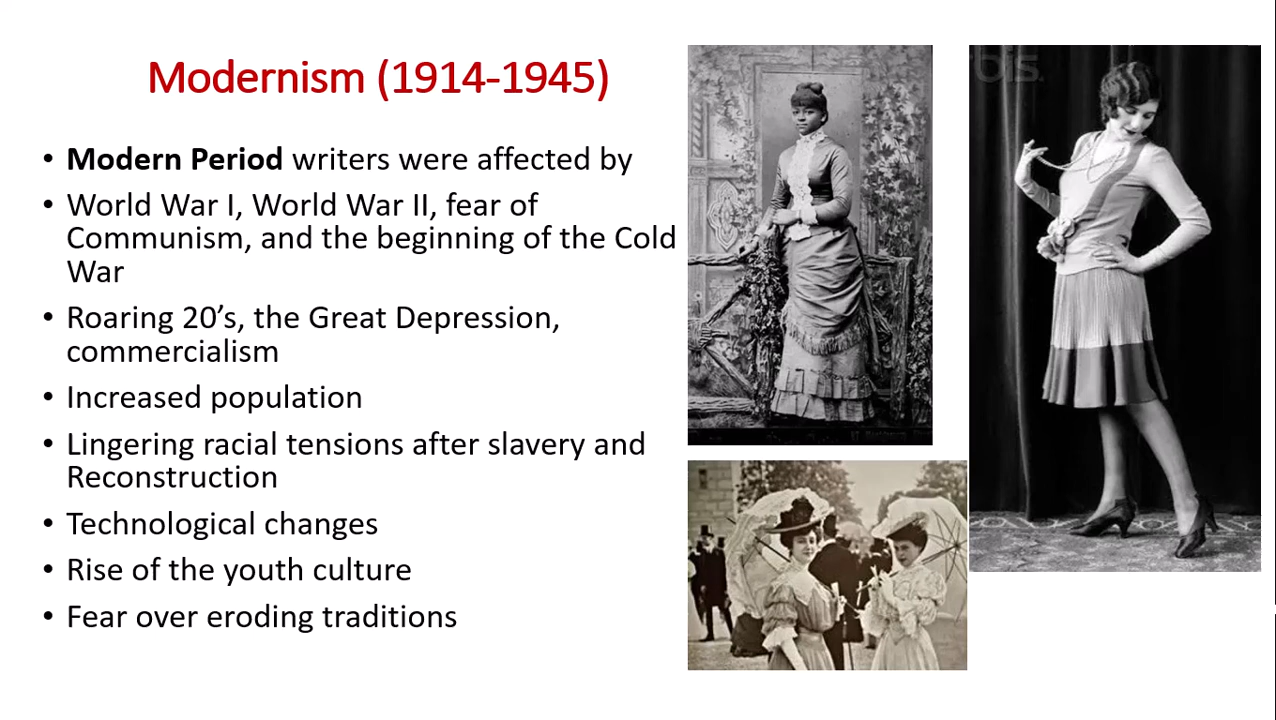 Modernism (1914-1945)
• Modern Period writers were affected by
• World War I, World War II, fear of
Communism, and the beginning of the Cold
War
• Roaring 20’s, the Great Depression,
commercialism
• Increased population
• Lingering racial tensions after slavery and
Reconstruction
• Technological changes
• Rise of the youth culture
• Fear over eroding traditions